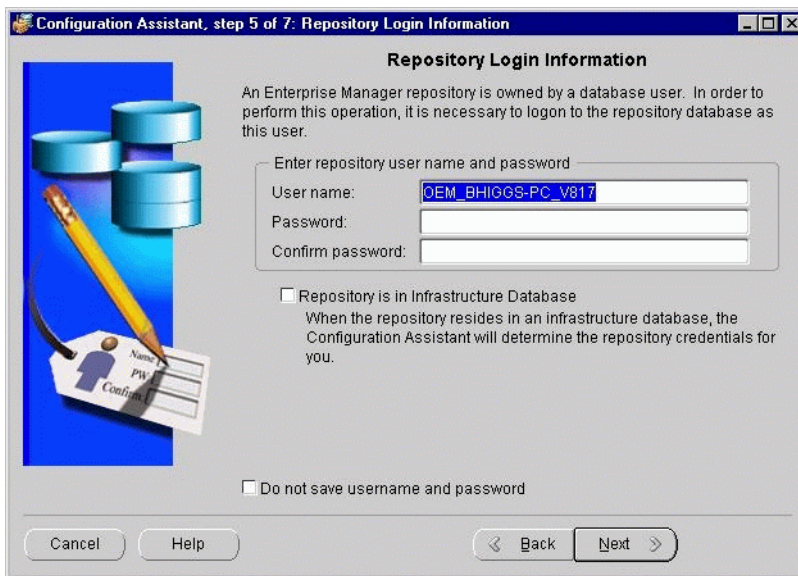 Configuration Assistant, step 5 of 7: Repository Login Information
Repository Login Information
An Enterprise Manager repository is owned by a database user. In order to
perform this operation, it is necessary to logon to the repository database as
this user.
Enter repository user name and password
User name:
OEM_BHIGGS-PC_V817
Password:
Confirm password:
Repository is in Infrastructure Database
When the repository resides in an infrastructure database, the
Configuration Assistant will determine the repository credentials for
you.
Name
PW
Confirm
Do not save username and password
Cancel
Help
Back
Next